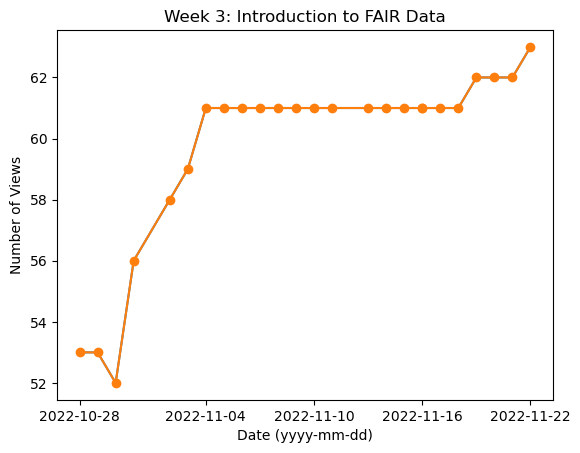 Week 3: Introduction to FAIR Data
Number of Views
62
60
58
56
54
52
2022-10-28 2022-11-04 2022-11-10 2022-11-16 2022-11-22
Date (yyyy-mm-dd)